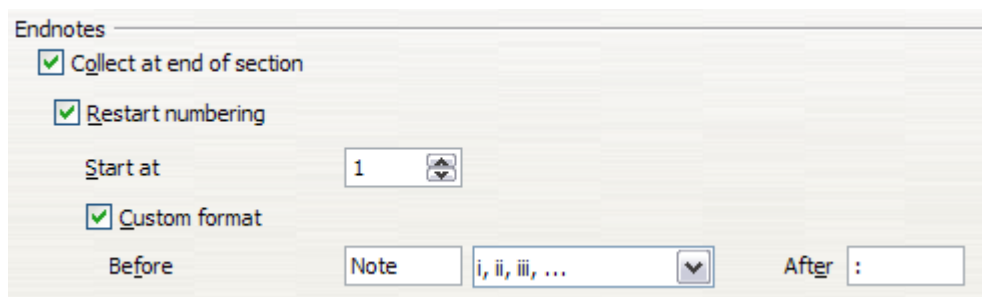 Endnotes
Collect at end of section
Restart numbering
Start at 1
Custom format
Before Note i, ii, iii, ... After :